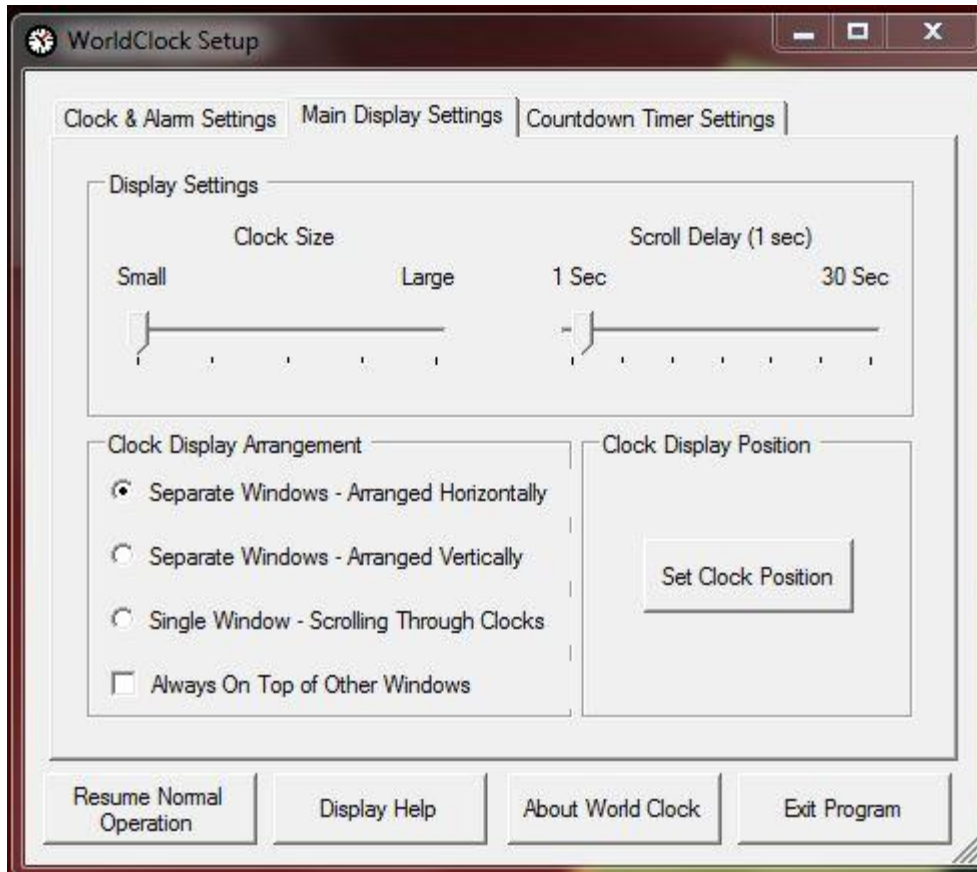 WorldClock Setup
Clock & Alarm Settings
Main Display Settings
Countdown Timer Settings
Display Settings
Clock Size
Scroll Delay (1 sec)
Small
Large
1 Sec
30 Sec
Clock Display Arrangement
Separate Windows - Arranged Horizontally
Separate Windows - Arranged Vertically
Single Window - Scrolling Through Clocks
Always On Top of Other Windows
Clock Display Position
Set Clock Position
Resume Normal
Operation
Display Help
About World Clock
Exit Program